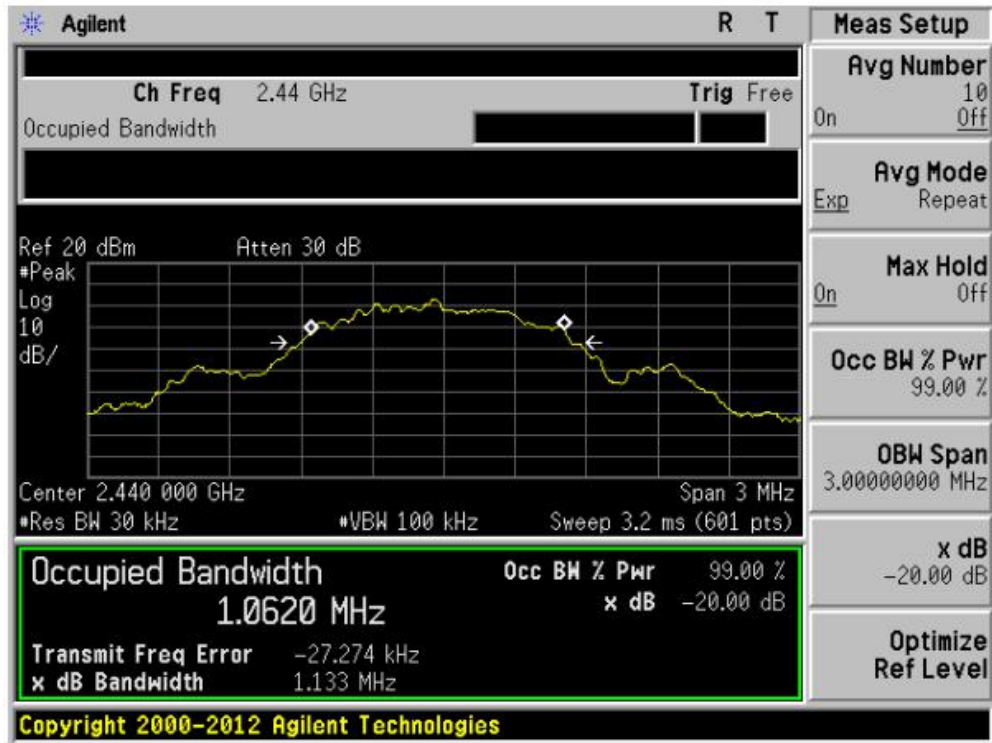 Agilent R T
Ch Freq 2.44 GHz Trig Free
Occupied Bandwidth
Ref 20 dBm Atten 30 dB
#Peak
Log
10
dB/
Center 2.440 000 GHz Span 3 MHz
#Res BW 30 kHz #VBW 100 kHz Sweep 3.2 ms (601 pts)
Occupied Bandwidth Occ BW % Pwr 99.00 %
1.0620 MHz x dB -20.00 dB
Transmit Freq Error -27.274 kHz
x dB Bandwidth 1.133 MHz
Copyright 2000-2012 Agilent Technologies
Meas Setup
Avg Number
10
On Off
Avg Mode
Exp Repeat
Max Hold
On Off
Occ BW % Pwr
99.00 %
OBW Span
3.00000000 MHz
x dB
-20.00 dB
Optimize
Ref Level